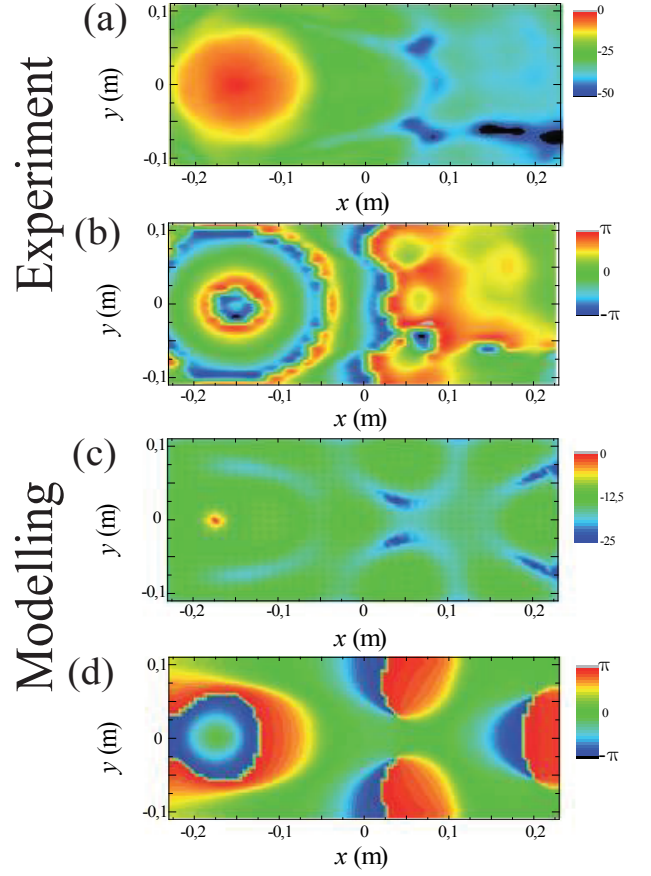 Experiment
(a)
0,1
0
-0,1
y (m)
-0,2
-0,1
0
0,1
0,2
x (m)
0
-25
-50
(b)
0,1
0
-0,1
y (m)
-0,2
-0,1
0
0,1
0,2
x (m)
π
0
-π
Modelling
(c)
0,1
0
-0,1
y (m)
-0,2
-0,1
0
0,1
0,2
x (m)
0
-12,5
-25
(d)
0,1
0
-0,1
y (m)
-0,2
-0,1
0
0,1
0,2
x (m)
π
0
-π